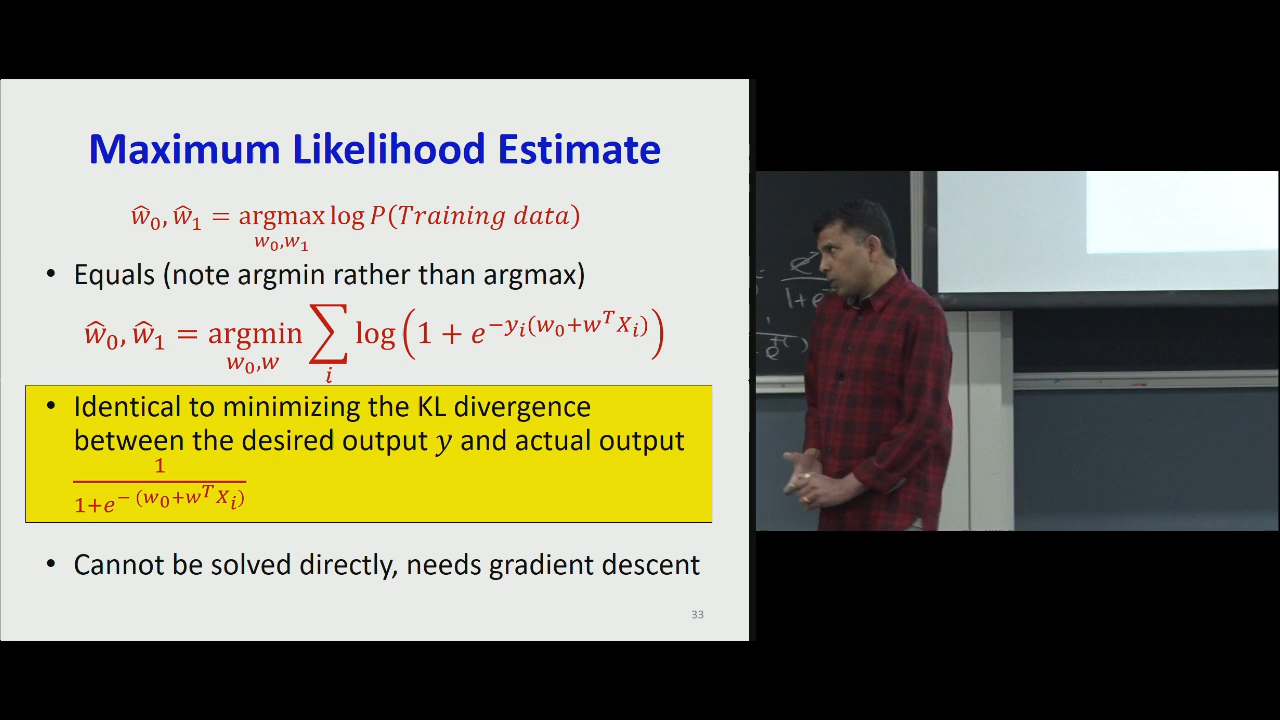 Maximum Likelihood Estimate
ŵ₀, ŵ₁ = argmax log P(Training data)
w₀,w₁
• Equals (note argmin rather than argmax)
ŵ₀, ŵ₁ = argmin ∑ log(1 + e^{−yᵢ(w₀+wᵀXᵢ)})
w₀,w i
• Identical to minimizing the KL divergence
between the desired output y and actual output
1
1+e^{−(w₀+wᵀXᵢ)}
• Cannot be solved directly, needs gradient descent
33